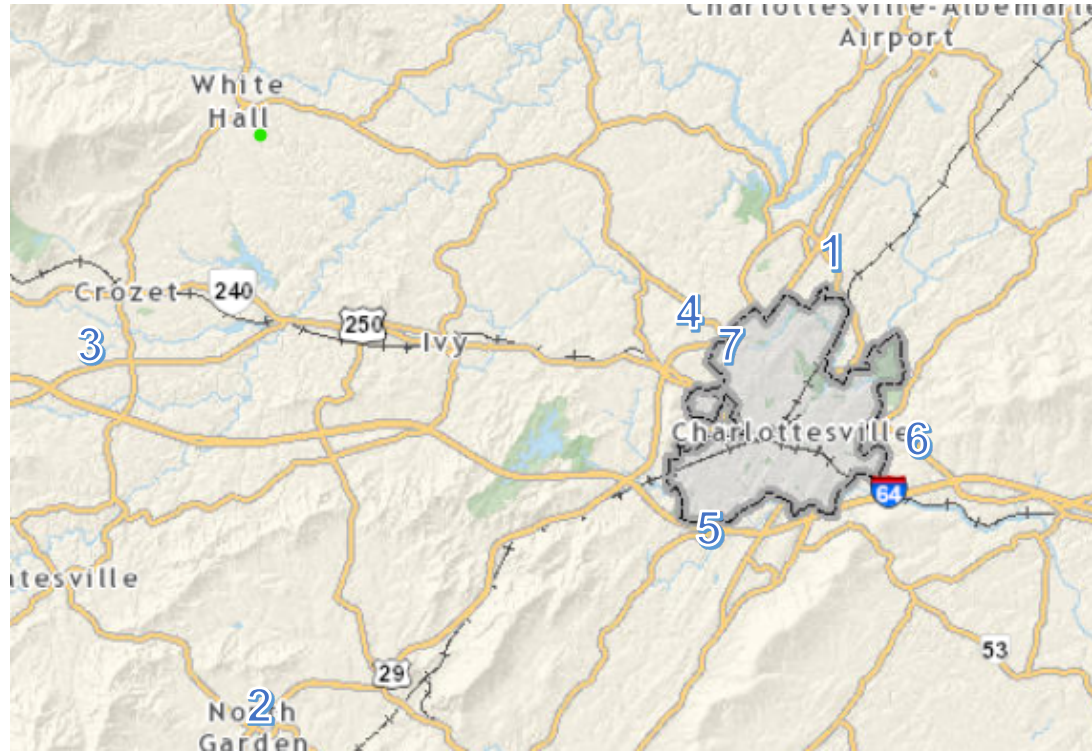 Charlottesville-Albemarle
Airport
White
Hall
1
Crozet
240
250
4
3
Ivy
7
Charlottesville
6
64
5
atesville
53
29
2
North
Garden